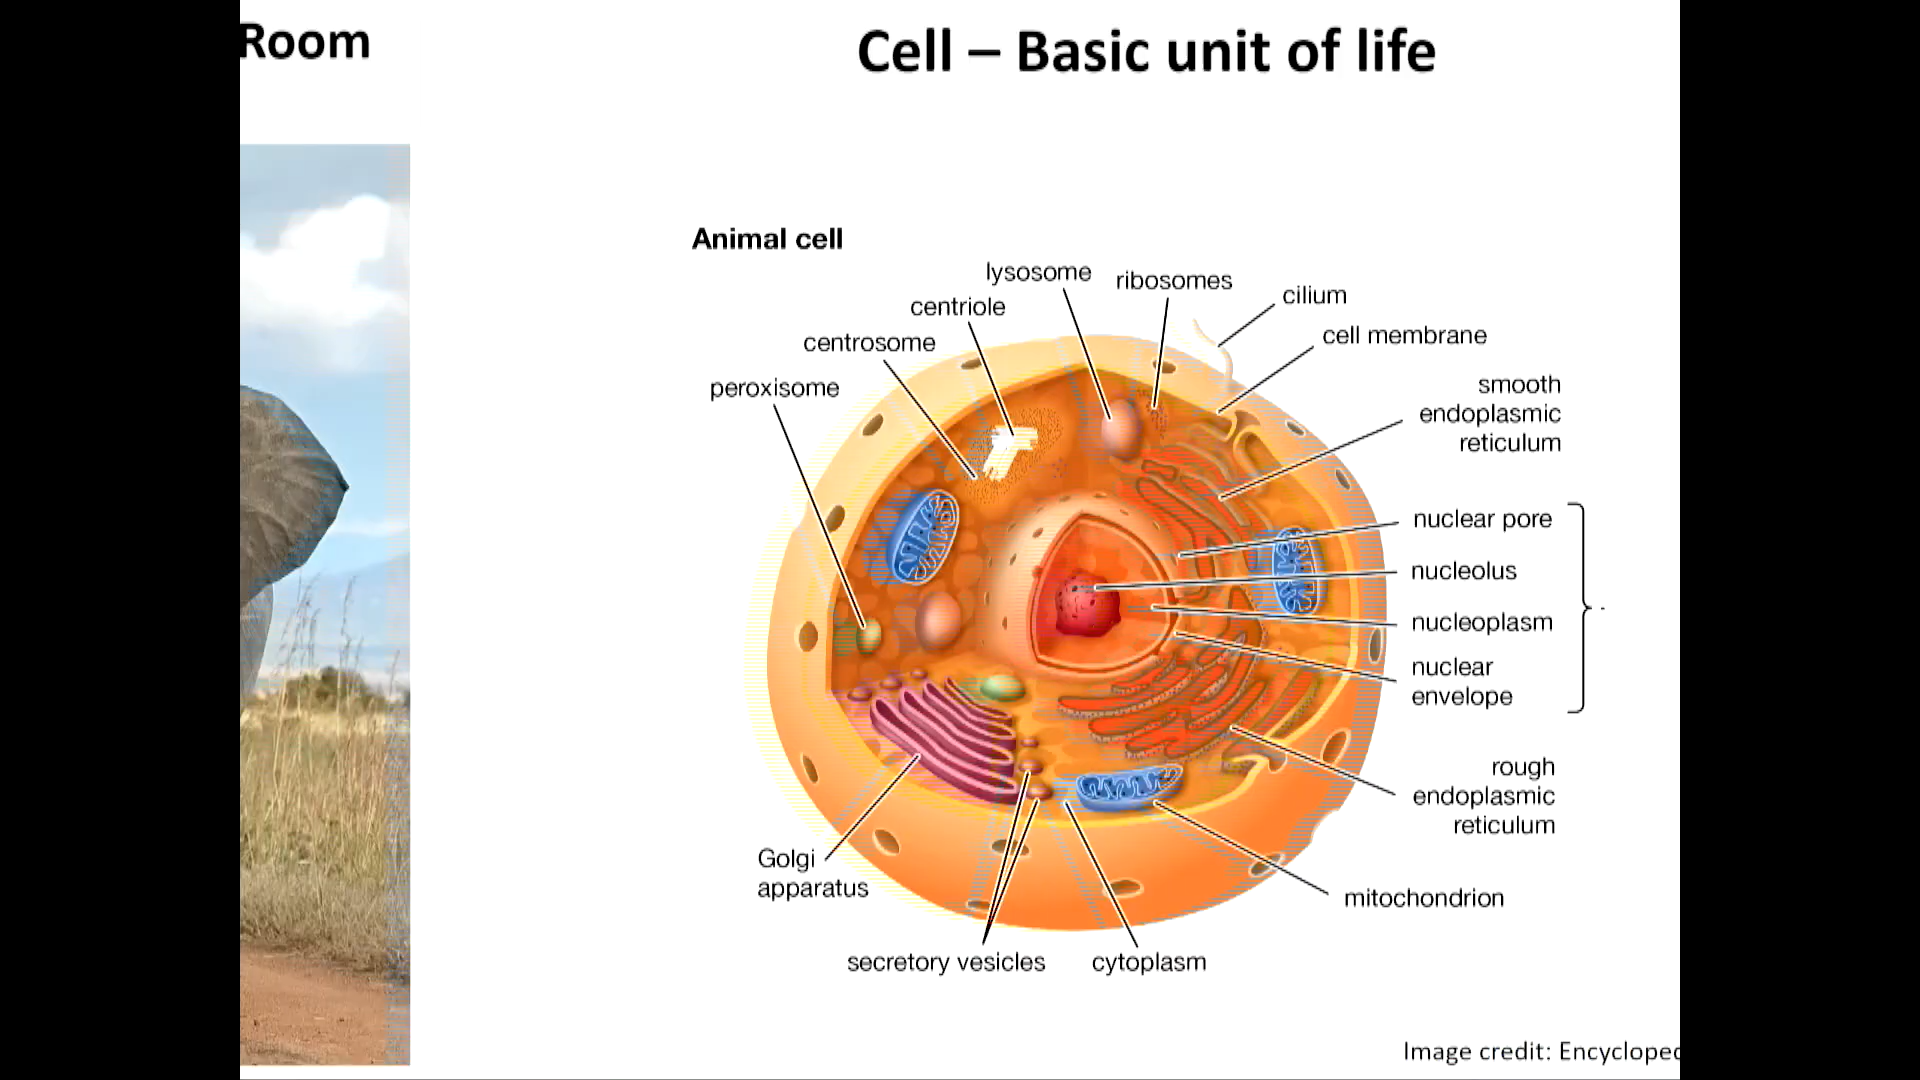 Room
Cell – Basic unit of life
Animal cell
lysosome
ribosomes
centriole
cilium
centrosome
cell membrane
peroxisome
smooth
endoplasmic
reticulum
nuclear pore
nucleolus
nucleoplasm
nuclear
envelope
rough
endoplasmic
reticulum
Golgi
apparatus
mitochondrion
secretory vesicles
cytoplasm
Image credit: